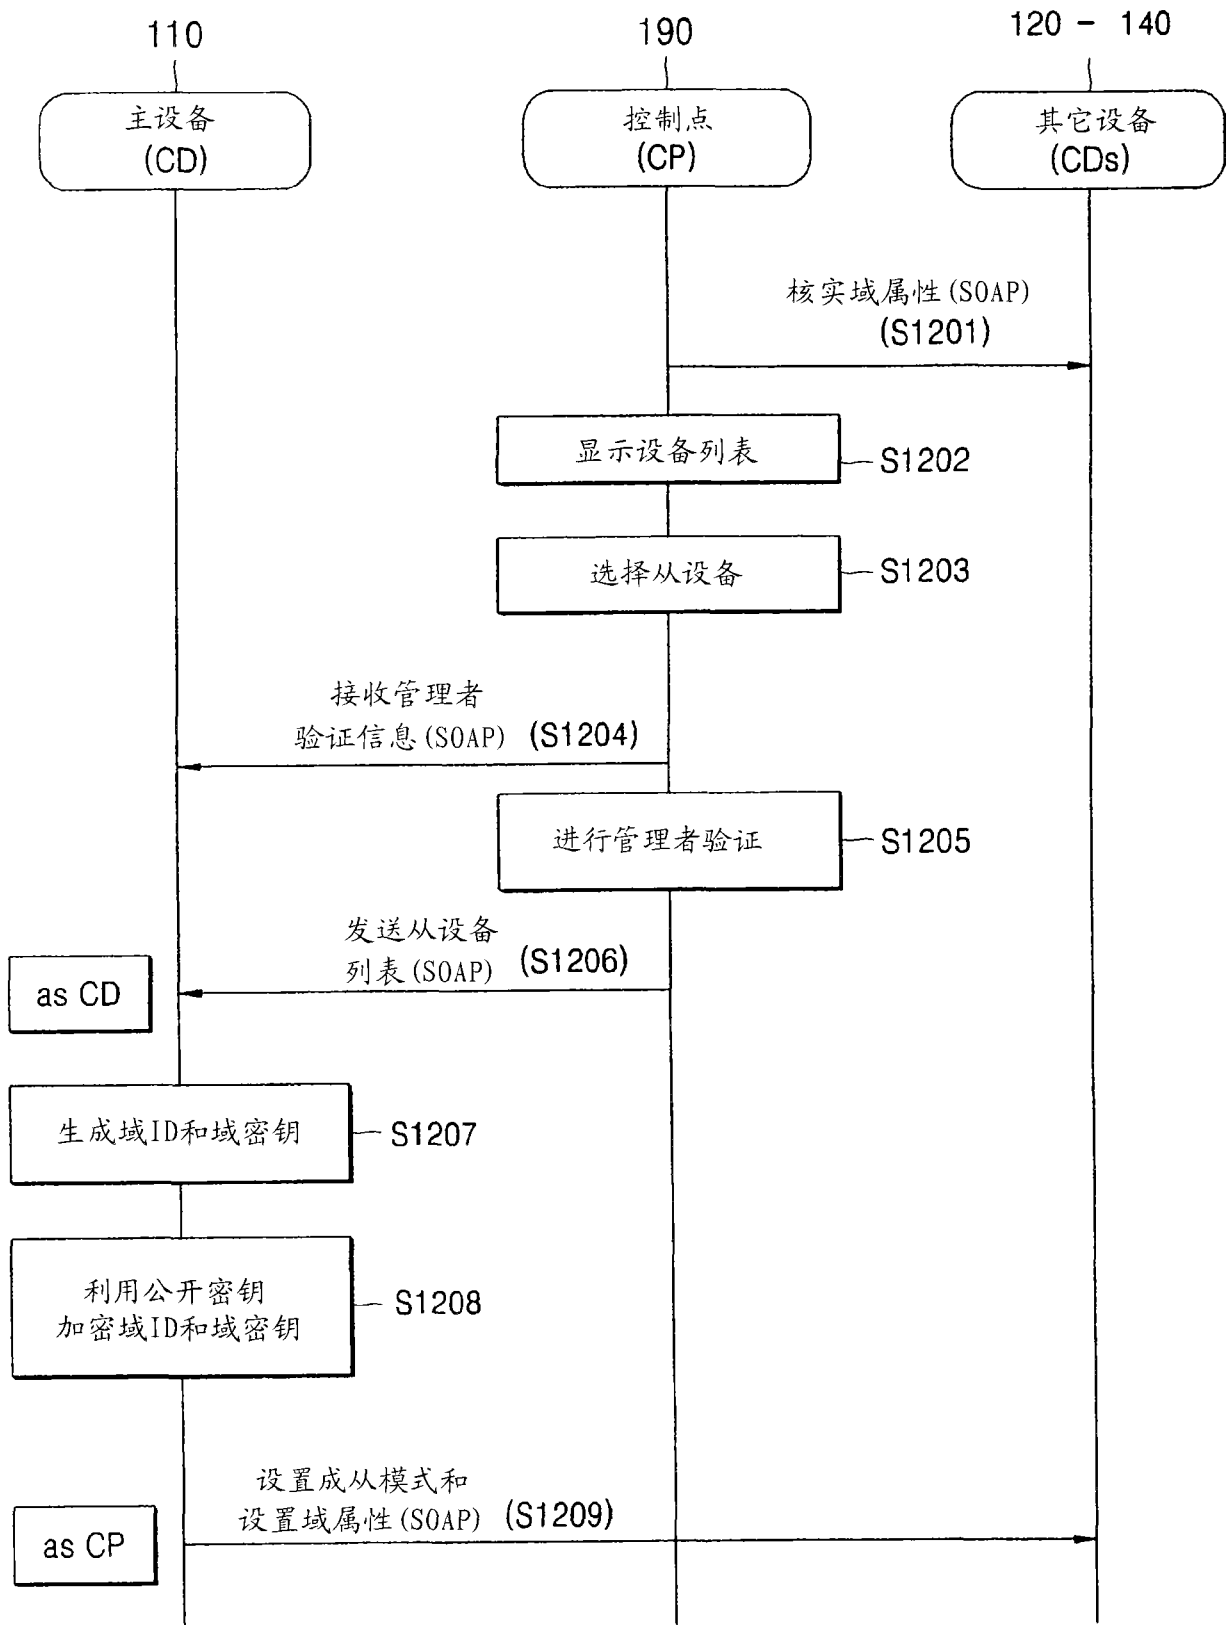 110
190
120 - 140
主设备
(CD)
控制点
(CP)
其它设备
(CDs)
核实域属性(SOAP)
(S1201)
显示设备列表
S1202
选择从设备
S1203
接收管理者
验证信息(SOAP) (S1204)
进行管理者验证
S1205
发送从设备
列表(SOAP) (S1206)
as CD
生成域ID和域密钥
S1207
利用公开密钥
加密域ID和域密钥
S1208
设置成从模式和
设置域属性(SOAP) (S1209)
as CP